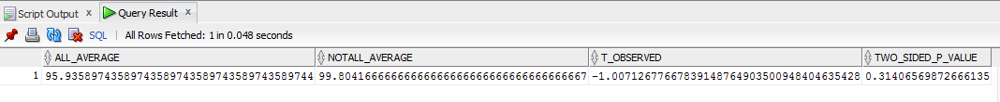 Script Output x Query Result x
SQL | All Rows Fetched: 1 in 0.048 seconds
ALL_AVERAGE NOTALL_AVERAGE T_OBSERVED TWO_SIDED_P_VALUE
1 95.93589743589743589743589743589743589744 99.80416666666666666666666666666666666667 -1.00712677667839148764903500948404635428 0.31406569872666135